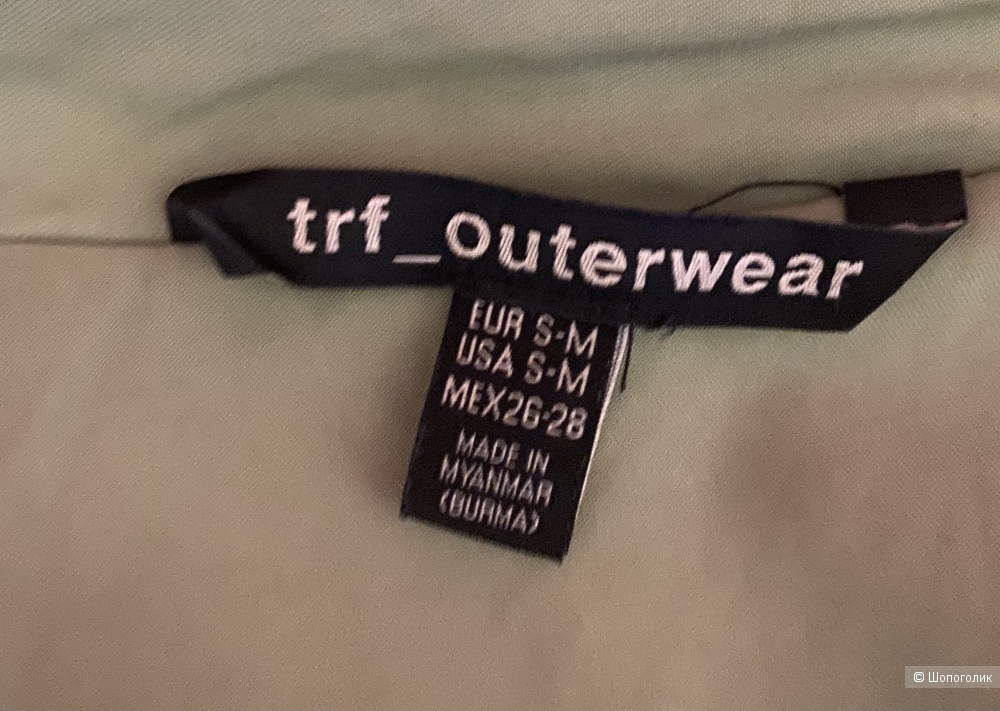 trf_outerwear
EUR S-M
USA S-M
MEX26-28
MADE IN
MYANMAR
(BURMA)
© Шопоголик